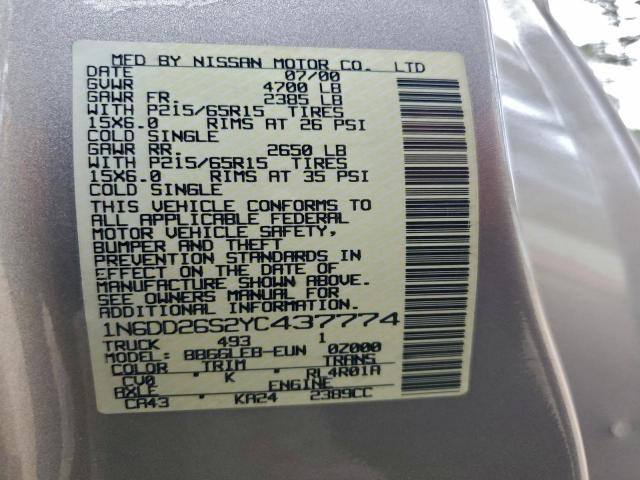 MFD BY NISSAN MOTOR CO. LTD
DATE 07/00
GVWR 4700 LB
GAWR FR. 2385 LB
WITH P215/65R15 TIRES
15X6.0 RIMS AT 26 PSI
COLD SINGLE
GAWR RR. 2650 LB
WITH P215/65R15 TIRES
15X6.0 RIMS AT 35 PSI
COLD SINGLE
THIS VEHICLE CONFORMS TO
ALL APPLICABLE FEDERAL
MOTOR VEHICLE SAFETY,
BUMPER AND THEFT
PREVENTION STANDARDS IN
EFFECT ON THE DATE OF
MANUFACTURE SHOWN ABOVE.
SEE OWNERS MANUAL FOR
ADDITIONAL INFORMATION.
1N6DD26S2YC437774
TRUCK 493 1
MODEL: BBGGLEB-EUN 0Z000
COLOR TRIM TRANS
CV0 . K RL4R01A
AXLE ENGINE
CA43 . KA24 2389CC